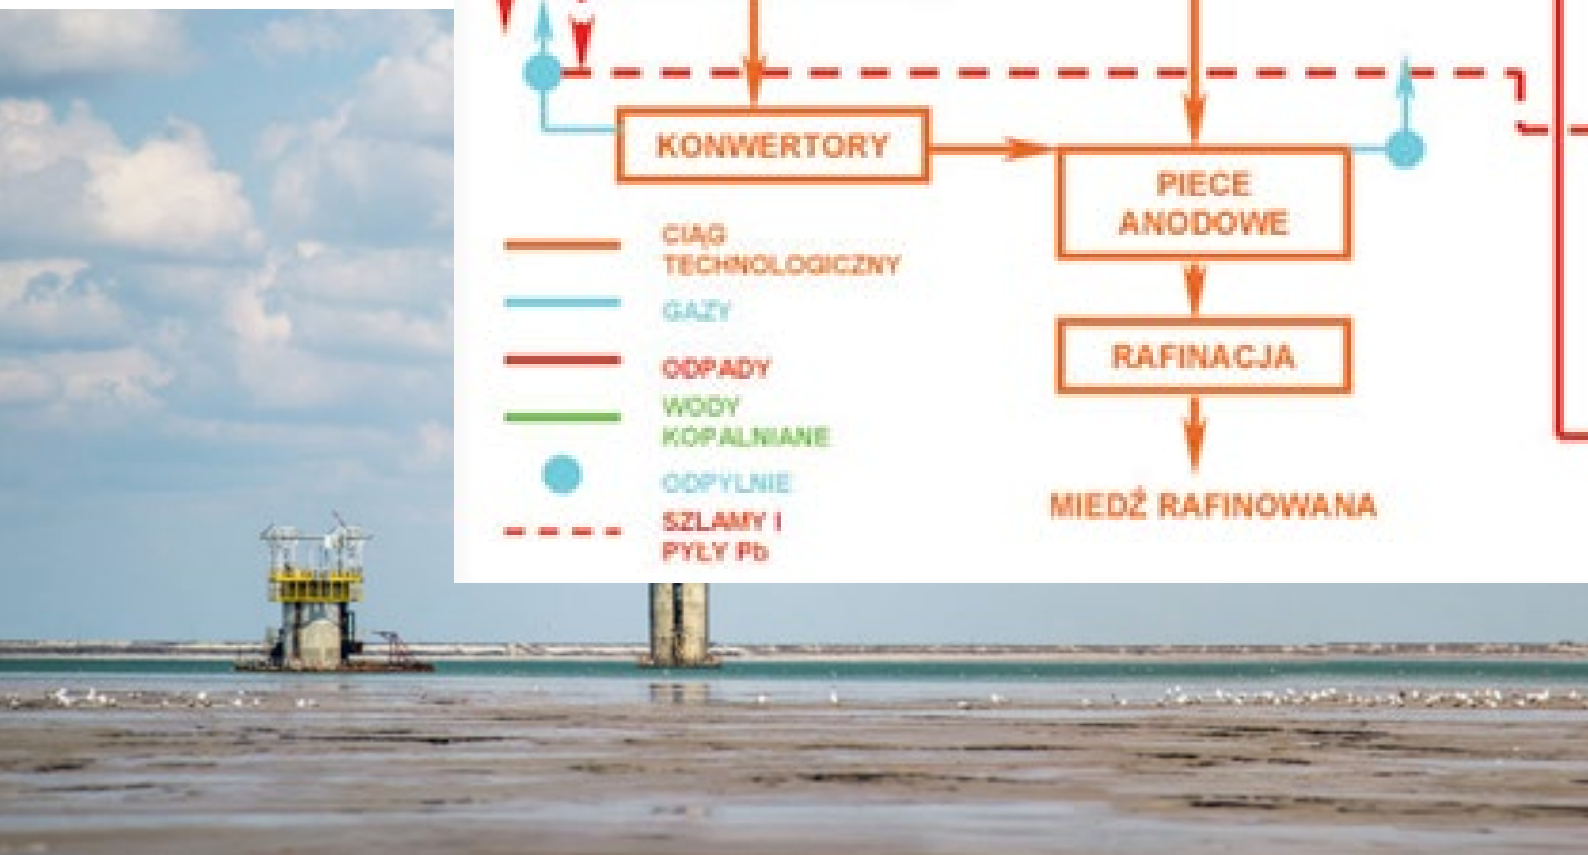 KONWERTORY
PIECE
ANODOWE
CIĄG
TECHNOLOGICZNY
GAZY
ODPADY
RAFINACJA
WODY
KOPALNIANE
ODPYLNIE
MIEDŹ RAFINOWANA
SZLAMY I
PYŁY Pb